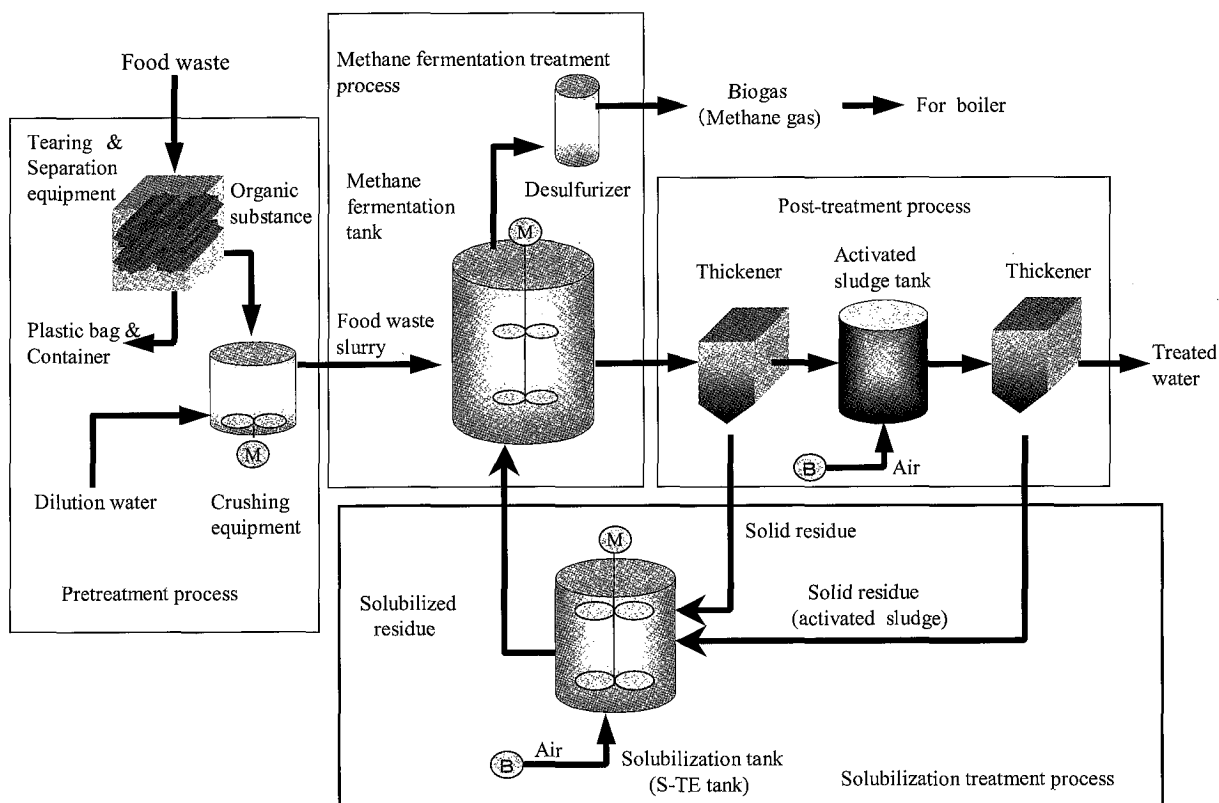 Food waste
Tearing &
Separation
equipment
Organic
substance
Plastic bag &
Container
M
Dilution water
Crushing
equipment
Pretreatment process
Methane fermentation treatment
process
Methane
fermentation
tank
Desulfurizer
M
Food waste
slurry
Biogas
(Methane gas)
For boiler
Post-treatment process
Thickener
Activated
sludge tank
Thickener
Treated
water
B
Air
Solid residue
M
Solubilized
residue
Solid residue
(activated sludge)
B
Air
Solubilization tank
(S-TE tank)
Solubilization treatment process